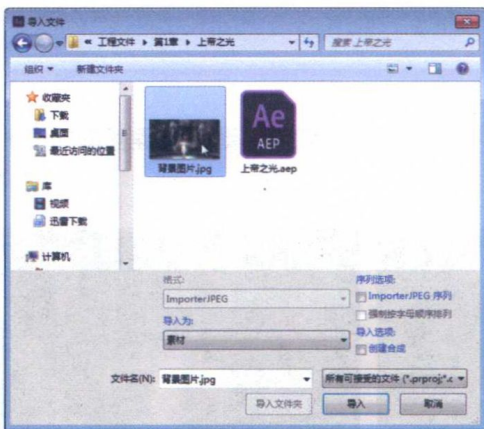 导入文件
« 工程文件 ▸ 第1章 ▸ 上帝之光
搜索 上帝之光
组织 新建文件夹
收藏夹
下载
桌面
最近访问的位置
库
视频
迅雷下载
计算机
背景图片.jpg
Ae
AEP
上帝之光.aep
格式:
ImporterJPEG
导入为:
素材
序列选项:
ImporterJPEG 序列
强制按字母顺序排列
导入选项:
创建合成
文件名(N): 背景图片.jpg
所有可接受的文件 (*.prproj;*.c
导入文件夹 导入 取消